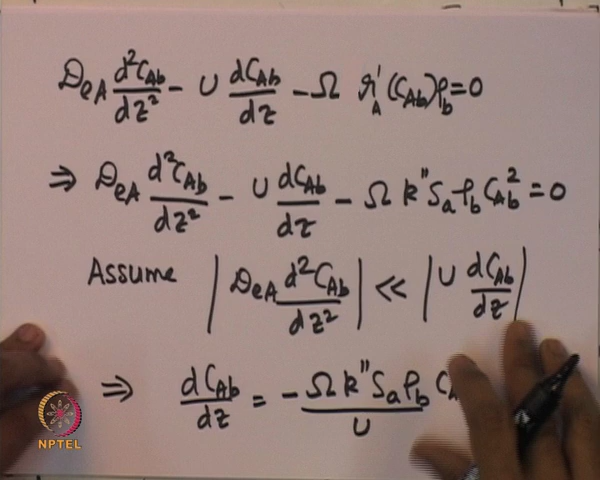 D_eA d²C_Ab/dz² - U dC_Ab/dz - Ω r'_A (C_Ab) ρ_b = 0
⇒ D_eA d²C_Ab/dz² - U dC_Ab/dz - Ω k'' S_a ρ_b C_Ab² = 0
Assume |D_eA d²C_Ab/dz²| << |U dC_Ab/dz|
⇒ dC_Ab/dz = - Ω k'' S_a ρ_b C / U
NPTEL